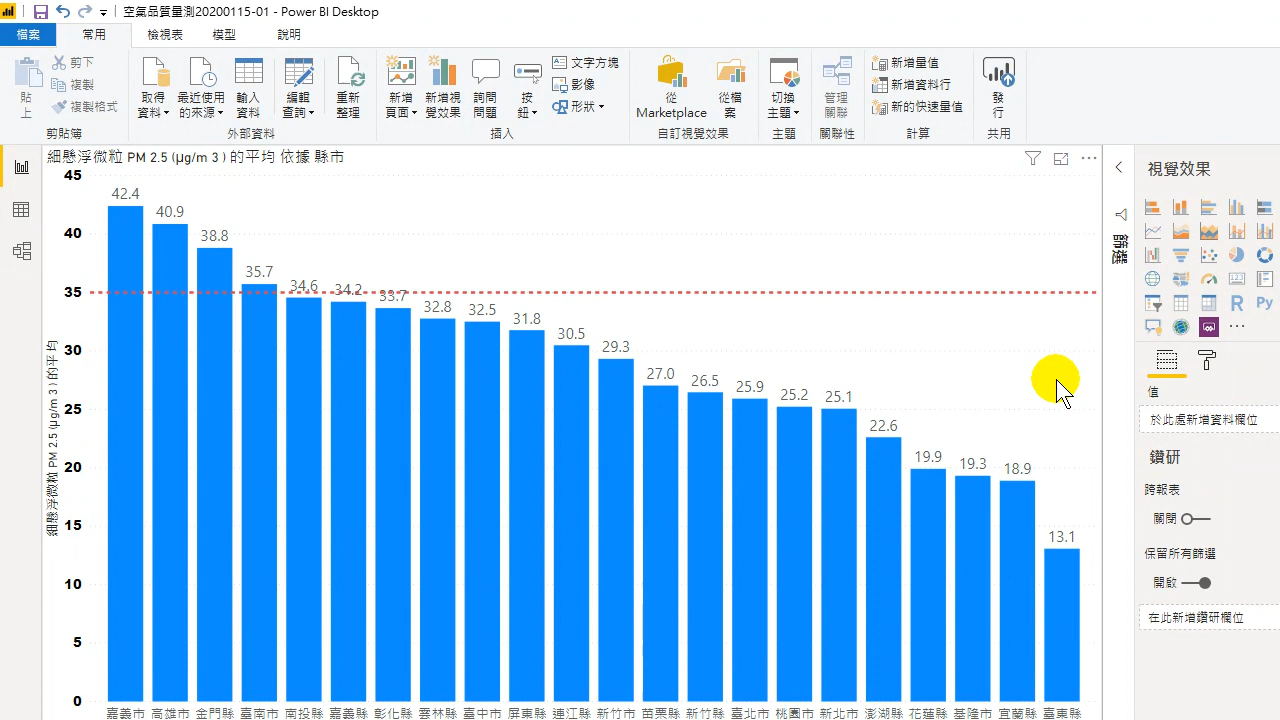 空氣品質量測20200115-01 - Power BI Desktop
檔案 常用 檢視表 模型 說明
貼上
剪下
複製
複製格式
剪貼簿
取得資料
最近使用的來源
輸入資料
編輯查詢
重新整理
外部資料
新增頁面
新增視覺效果
詢問問題
按鈕
文字方塊
影像
形狀
插入
從 Marketplace
從檔案
自訂視覺效果
切換主題
主題
管理關聯
關聯性
新增量值
新增資料行
新的快速量值
計算
發行
共用
細懸浮微粒 PM 2.5 (μg/m 3 ) 的平均 依據 縣市
細懸浮微粒 PM 2.5 (μg/m 3 ) 的平均
45
40
35
30
25
20
15
10
5
0
42.4 40.9 38.8 35.7 34.6 34.2 33.7 32.8 32.5 31.8 30.5 29.3 27.0 26.5 25.9 25.2 25.1 22.6 19.9 19.3 18.9 13.1
嘉義市 高雄市 金門縣 臺南市 南投縣 嘉義縣 彰化縣 雲林縣 臺中市 屏東縣 連江縣 新竹市 苗栗縣 新竹縣 臺北市 桃園市 新北市 澎湖縣 花蓮縣 基隆市 宜蘭縣 臺東縣
篩選
視覺效果
R Py
值
於此處新增資料欄位
鑽研
跨報表
關閉
保留所有篩選
開啟
在此新增鑽研欄位